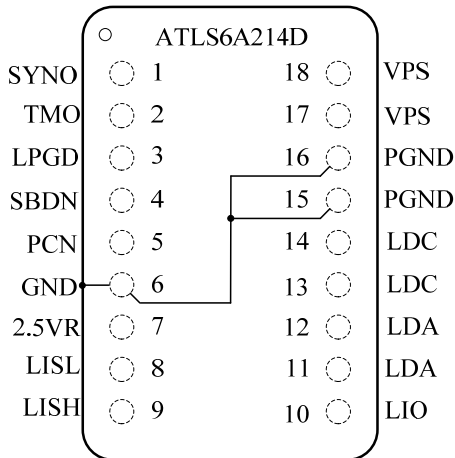 ATLS6A214D
SYNO 1 18 VPS
TMO 2 17 VPS
LPGD 3 16 PGND
SBDN 4 15 PGND
PCN 5 14 LDC
GND 6 13 LDC
2.5VR 7 12 LDA
LISL 8 11 LDA
LISH 9 10 LIO